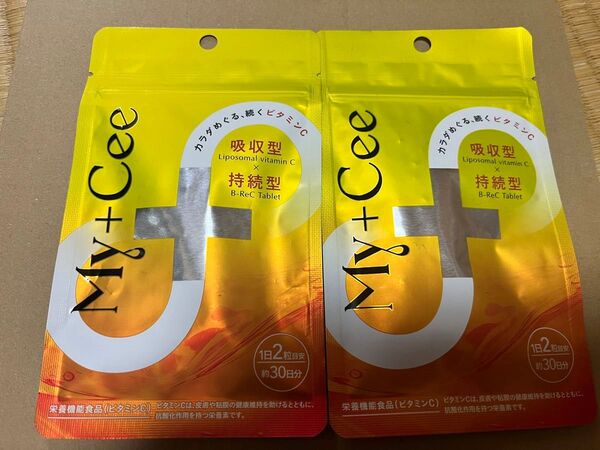 カラダめぐる、続くビタミンC
吸収型
Liposomal vitamin C
×
持続型
B-ReC Tablet
My+Cee
1日2粒目安
約30日分
栄養機能食品（ビタミンC）
ビタミンCは、皮膚や粘膜の健康維持を助けるとともに、
抗酸化作用を持つ栄養素です。
カラダめぐる、続くビタミンC
吸収型
Liposomal vitamin C
×
持続型
B-ReC Tablet
My+Cee
1日2粒目安
約30日分
栄養機能食品（ビタミンC）
ビタミンCは、皮膚や粘膜の健康維持を助けるとともに、
抗酸化作用を持つ栄養素です。